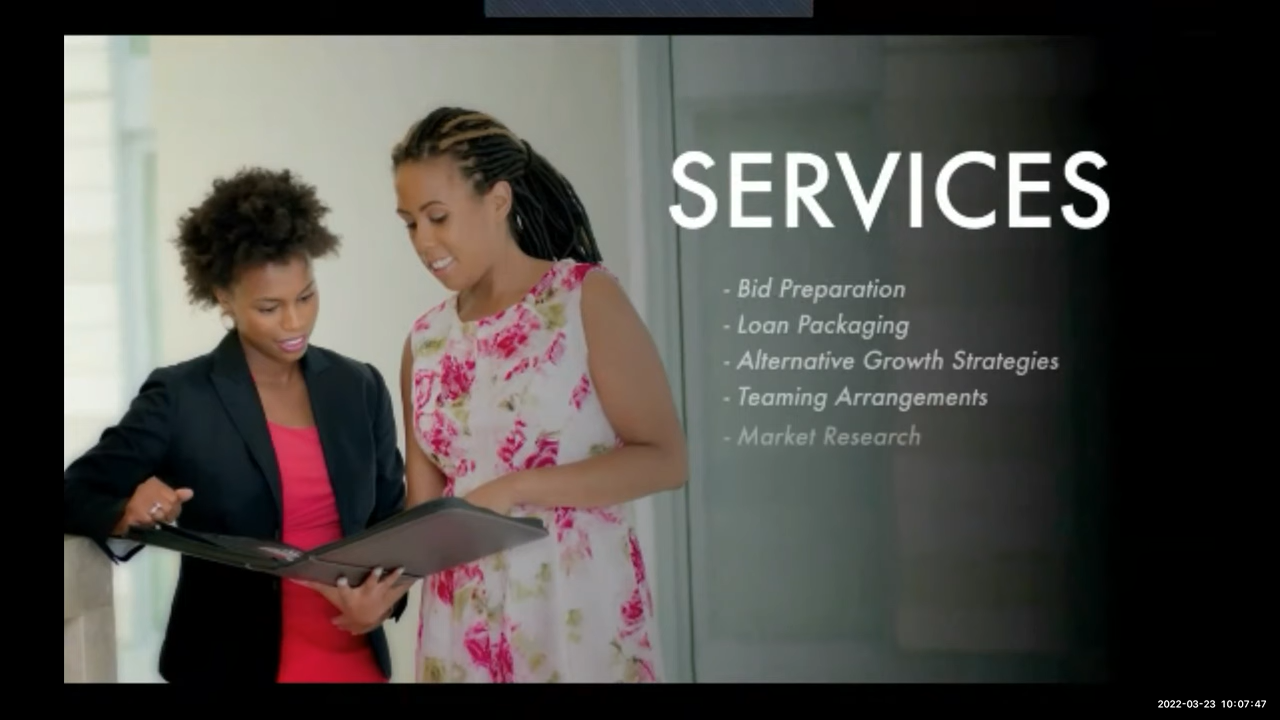 SERVICES
- Bid Preparation
- Loan Packaging
- Alternative Growth Strategies
- Teaming Arrangements
- Market Research
2022-03-23 10:07:47